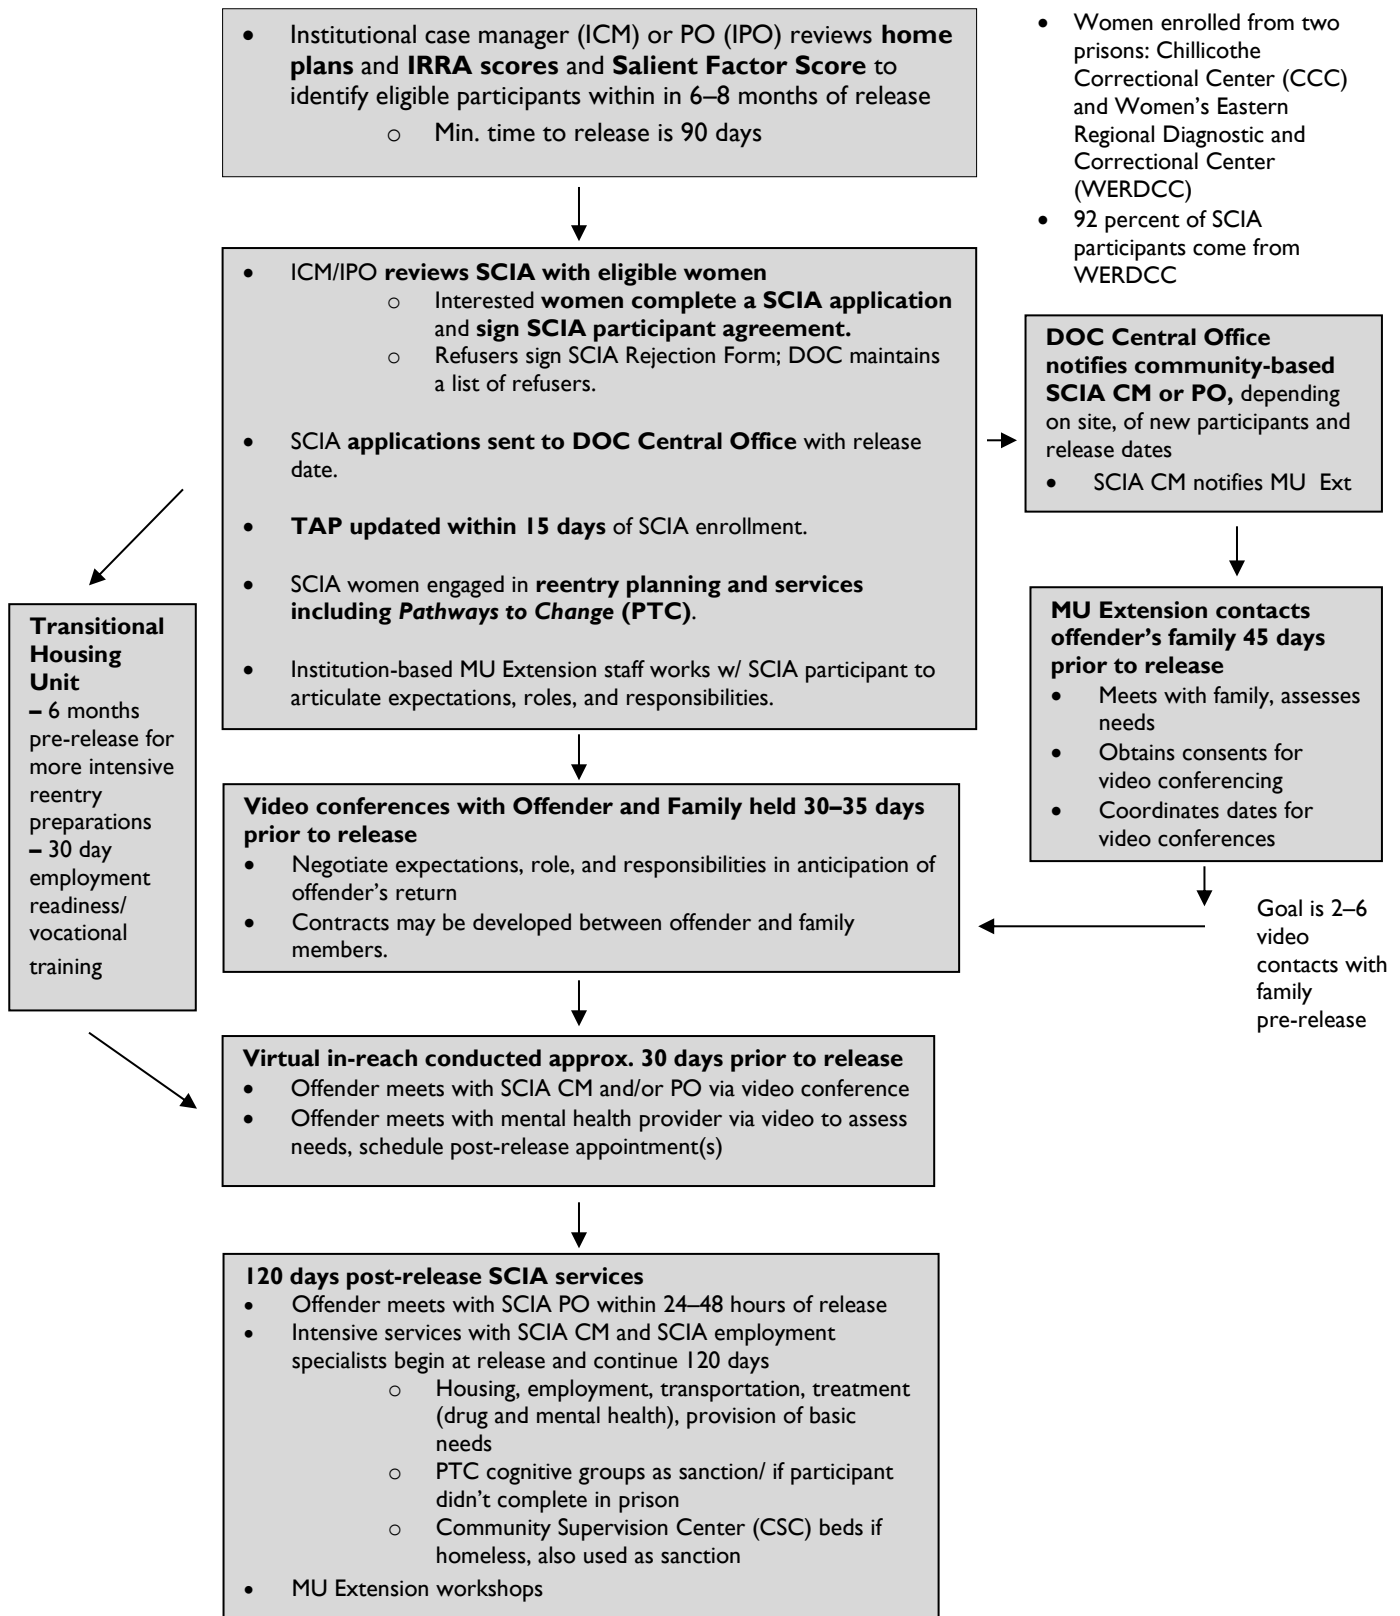 • Institutional case manager (ICM) or PO (IPO) reviews home
plans and IRRA scores and Salient Factor Score to
identify eligible participants within in 6–8 months of release
o Min. time to release is 90 days
• Women enrolled from two
prisons: Chillicothe
Correctional Center (CCC)
and Women’s Eastern
Regional Diagnostic and
Correctional Center
(WERDCC)
• 92 percent of SCIA
participants come from
WERDCC
• ICM/IPO reviews SCIA with eligible women
o Interested women complete a SCIA application
and sign SCIA participant agreement.
o Refusers sign SCIA Rejection Form; DOC maintains
a list of refusers.
• SCIA applications sent to DOC Central Office with release
date.
• TAP updated within 15 days of SCIA enrollment.
• SCIA women engaged in reentry planning and services
including Pathways to Change (PTC).
• Institution-based MU Extension staff works w/ SCIA participant to
articulate expectations, roles, and responsibilities.
DOC Central Office
notifies community-based
SCIA CM or PO, depending
on site, of new participants and
release dates
• SCIA CM notifies MU Ext
Transitional
Housing
Unit
– 6 months
pre-release for
more intensive
reentry
preparations
– 30 day
employment
readiness/
vocational
training
MU Extension contacts
offender’s family 45 days
prior to release
• Meets with family, assesses
needs
• Obtains consents for
video conferencing
• Coordinates dates for
video conferences
Video conferences with Offender and Family held 30–35 days
prior to release
• Negotiate expectations, role, and responsibilities in anticipation of
offender’s return
• Contracts may be developed between offender and family
members.
Goal is 2–6
video
contacts with
family
pre-release
Virtual in-reach conducted approx. 30 days prior to release
• Offender meets with SCIA CM and/or PO via video conference
• Offender meets with mental health provider via video to assess
needs, schedule post-release appointment(s)
120 days post-release SCIA services
• Offender meets with SCIA PO within 24–48 hours of release
• Intensive services with SCIA CM and SCIA employment
specialists begin at release and continue 120 days
o Housing, employment, transportation, treatment
(drug and mental health), provision of basic
needs
o PTC cognitive groups as sanction/ if participant
didn’t complete in prison
o Community Supervision Center (CSC) beds if
homeless, also used as sanction
• MU Extension workshops